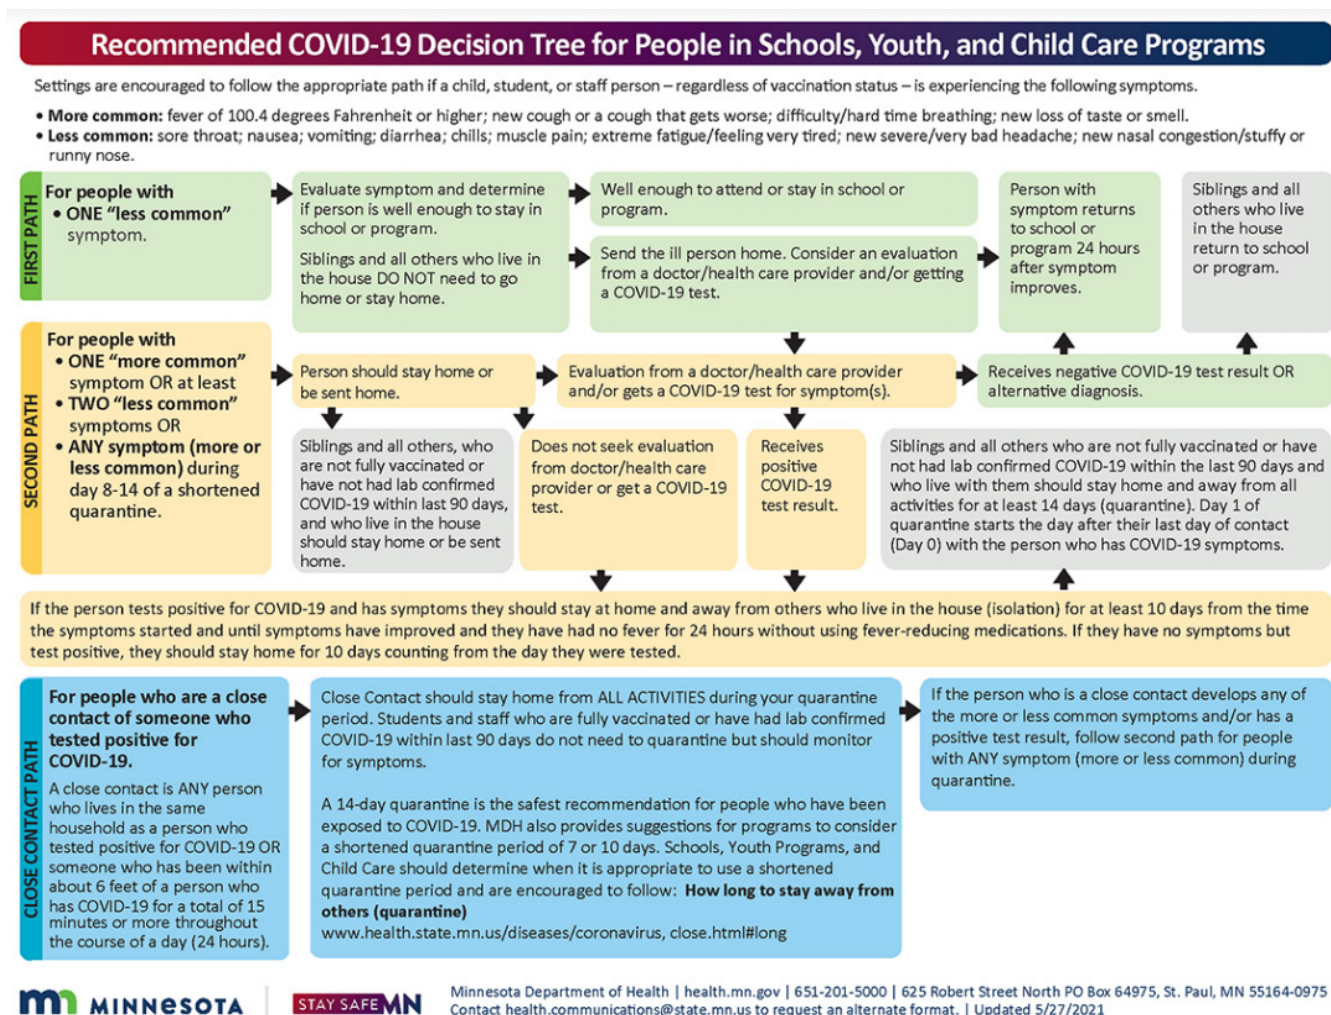 Recommended COVID-19 Decision Tree for People in Schools, Youth, and Child Care Programs
Settings are encouraged to follow the appropriate path if a child, student, or staff person – regardless of vaccination status – is experiencing the following symptoms.
• More common: fever of 100.4 degrees Fahrenheit or higher; new cough or a cough that gets worse; difficulty/hard time breathing; new loss of taste or smell.
• Less common: sore throat; nausea; vomiting; diarrhea; chills; muscle pain; extreme fatigue/feeling very tired; new severe/very bad headache; new nasal congestion/stuffy or
runny nose.
FIRST PATH
For people with
• ONE “less common”
symptom.
Evaluate symptom and determine
if person is well enough to stay in
school or program.
Siblings and all others who live in
the house DO NOT need to go
home or stay home.
Well enough to attend or stay in school or
program.
Send the ill person home. Consider an evaluation
from a doctor/health care provider and/or getting
a COVID-19 test.
Person with
symptom returns
to school or
program 24 hours
after symptom
improves.
Siblings and all
others who live
in the house
return to school
or program.
SECOND PATH
For people with
• ONE “more common”
symptom OR at least
• TWO “less common”
symptoms OR
• ANY symptom (more or
less common) during
day 8-14 of a shortened
quarantine.
Person should stay home or
be sent home.
Evaluation from a doctor/health care provider
and/or gets a COVID-19 test for symptom(s).
Receives negative COVID-19 test result OR
alternative diagnosis.
Siblings and all others, who
are not fully vaccinated or
have not had lab confirmed
COVID-19 within last 90 days,
and who live in the house
should stay home or be sent
home.
Does not seek evaluation
from doctor/health care
provider or get a COVID-19
test.
Receives
positive
COVID-19
test result.
Siblings and all others who are not fully vaccinated or have
not had lab confirmed COVID-19 within the last 90 days and
who live with them should stay home and away from all
activities for at least 14 days (quarantine). Day 1 of
quarantine starts the day after their last day of contact
(Day 0) with the person who has COVID-19 symptoms.
If the person tests positive for COVID-19 and has symptoms they should stay at home and away from others who live in the house (isolation) for at least 10 days from the time
the symptoms started and until symptoms have improved and they have had no fever for 24 hours without using fever-reducing medications. If they have no symptoms but
test positive, they should stay home for 10 days counting from the day they were tested.
CLOSE CONTACT PATH
For people who are a close
contact of someone who
tested positive for
COVID-19.
A close contact is ANY person
who lives in the same
household as a person who
tested positive for COVID-19 OR
someone who has been within
about 6 feet of a person who
has COVID-19 for a total of 15
minutes or more throughout
the course of a day (24 hours).
Close Contact should stay home from ALL ACTIVITIES during your quarantine
period. Students and staff who are fully vaccinated or have had lab confirmed
COVID-19 within last 90 days do not need to quarantine but should monitor
for symptoms.
A 14-day quarantine is the safest recommendation for people who have been
exposed to COVID-19. MDH also provides suggestions for programs to consider
a shortened quarantine period of 7 or 10 days. Schools, Youth Programs, and
Child Care should determine when it is appropriate to use a shortened
quarantine period and are encouraged to follow: How long to stay away from
others (quarantine)
www.health.state.mn.us/diseases/coronavirus, close.html#long
If the person who is a close contact develops any of
the more or less common symptoms and/or has a
positive test result, follow second path for people
with ANY symptom (more or less common) during
quarantine.
mn MINNESOTA
STAY SAFE MN
Minnesota Department of Health | health.mn.gov | 651-201-5000 | 625 Robert Street North PO Box 64975, St. Paul, MN 55164-0975
Contact health.communications@state.mn.us to request an alternate format. | Updated 5/27/2021